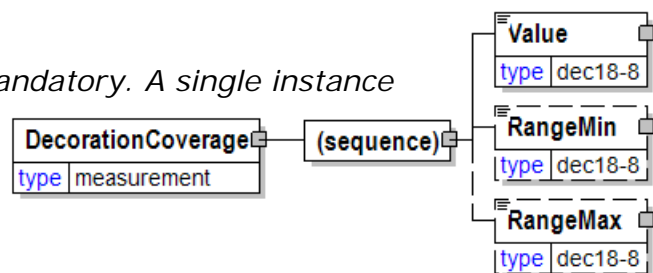 Value
type dec18-8
andatory. A single instance
RangeMin
DecorationCoverage (sequence)
type measurement
type dec18-8
RangeMax
type dec18-8